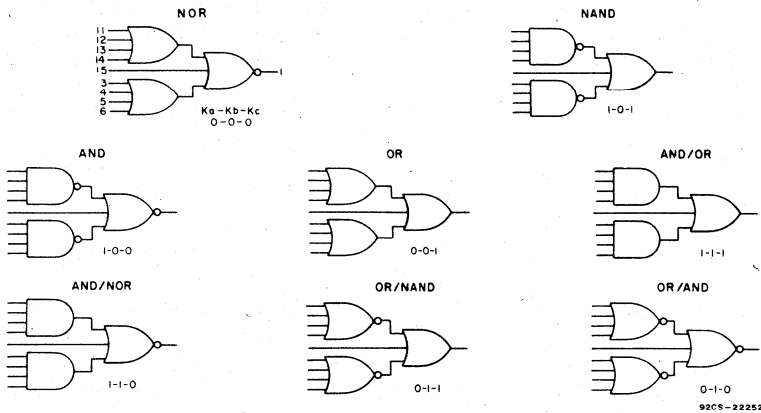 NOR
NAND
11
12
13
14
15
3
4
5
6
1
Ka-Kb-Kc
0-0-0
1-0-1
AND
OR
AND/OR
1-0-0
0-0-1
1-1-1
AND/NOR
OR/NAND
OR/AND
1-1-0
0-1-1
0-1-0
92CS-22252